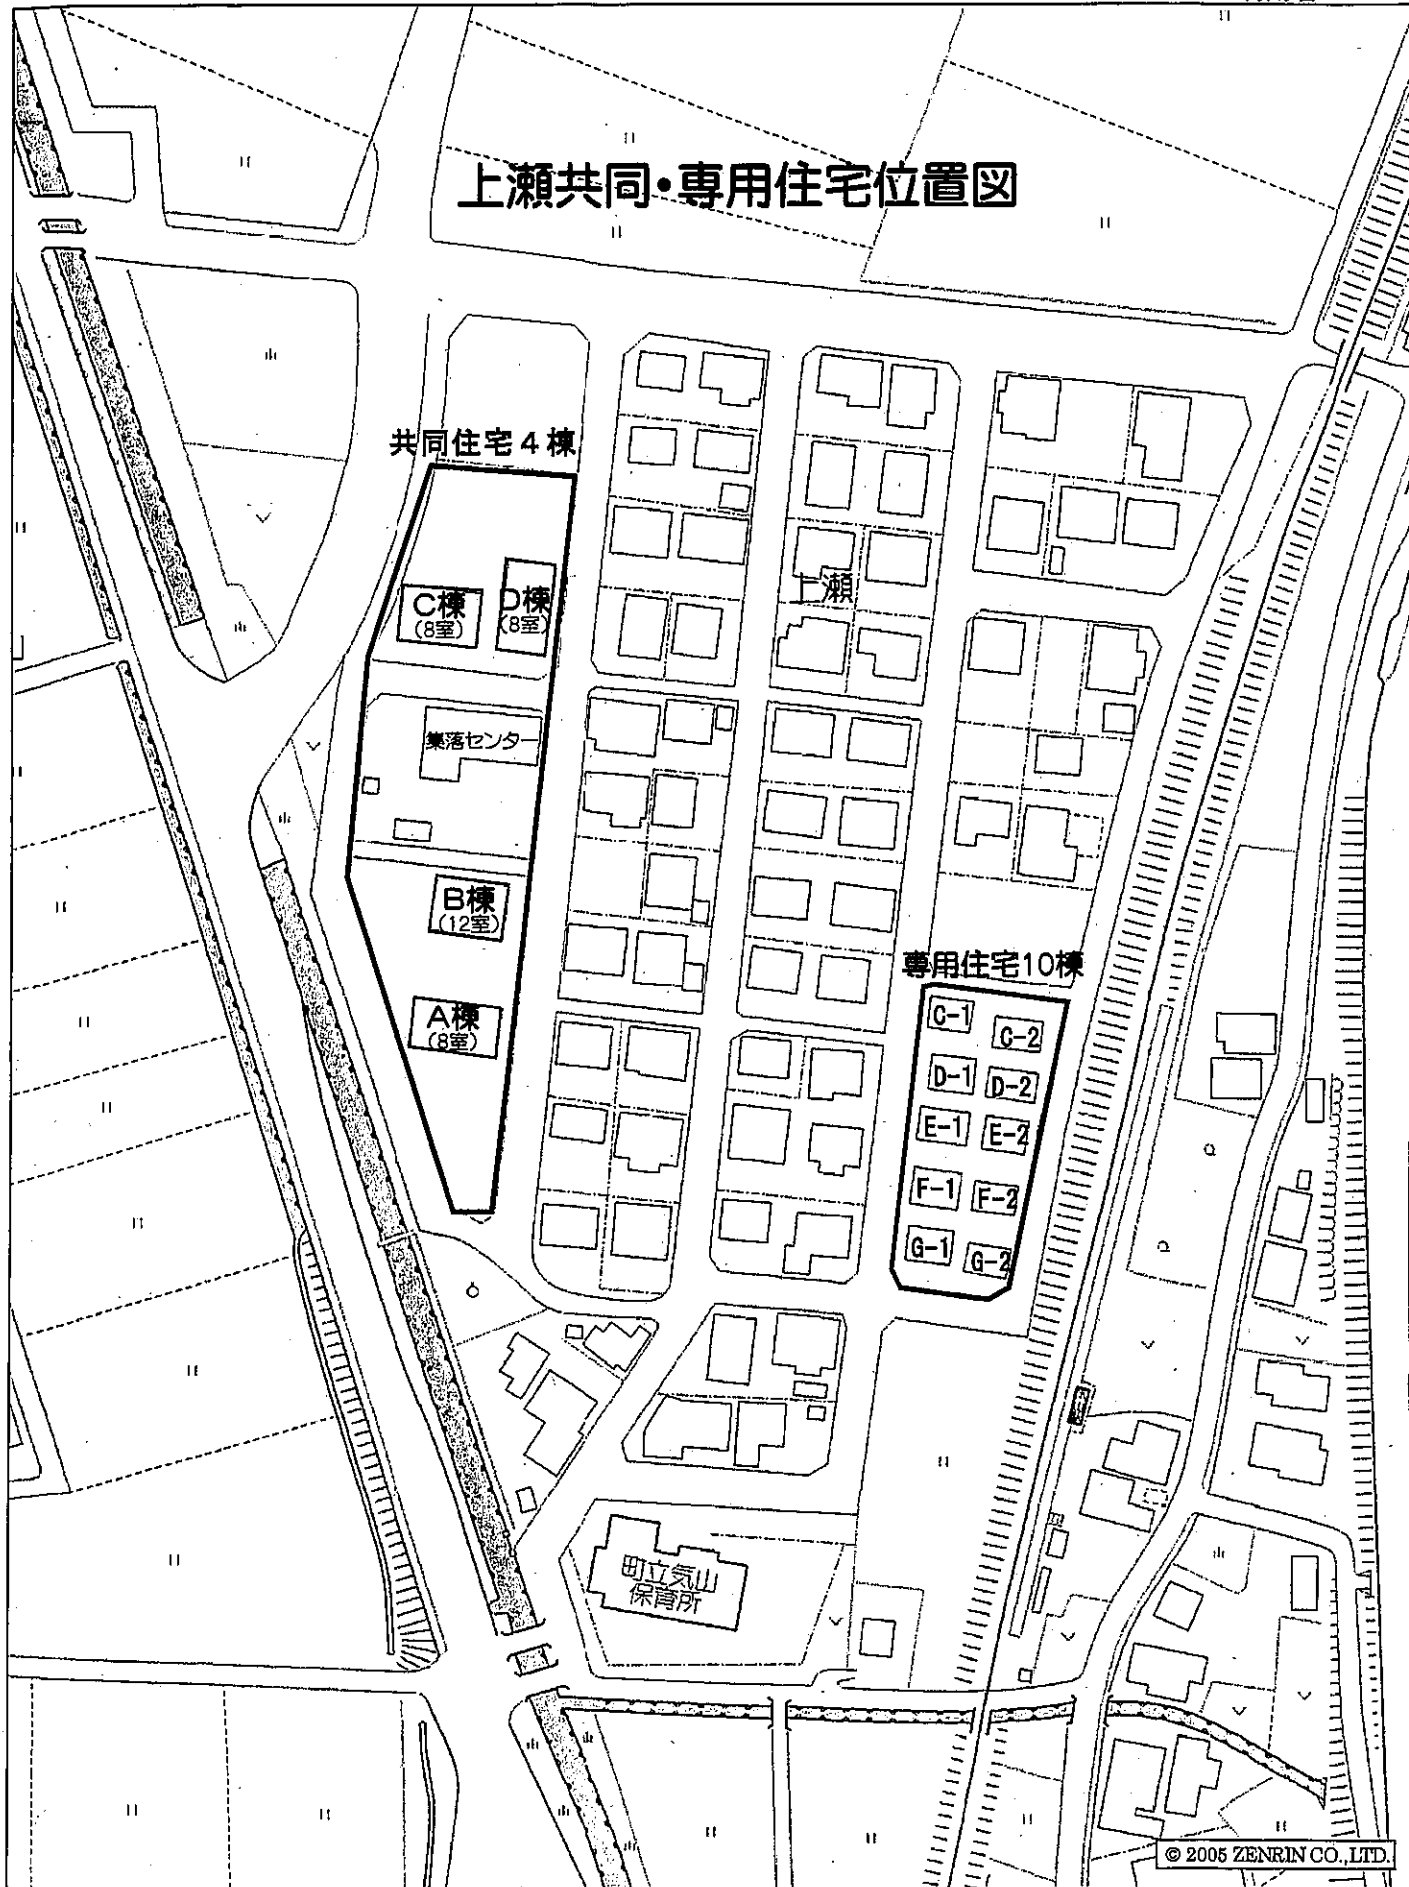 上瀬共同・専用住宅位置図
共同住宅4棟
C棟
(8室)
D棟
(8室)
上瀬
集落センター
B棟
(12室)
A棟
(8室)
専用住宅10棟
C-1
C-2
D-1
D-2
E-1
E-2
F-1
F-2
G-1
G-2
町立気山
保育所
© 2005 ZENRIN CO.,LTD.